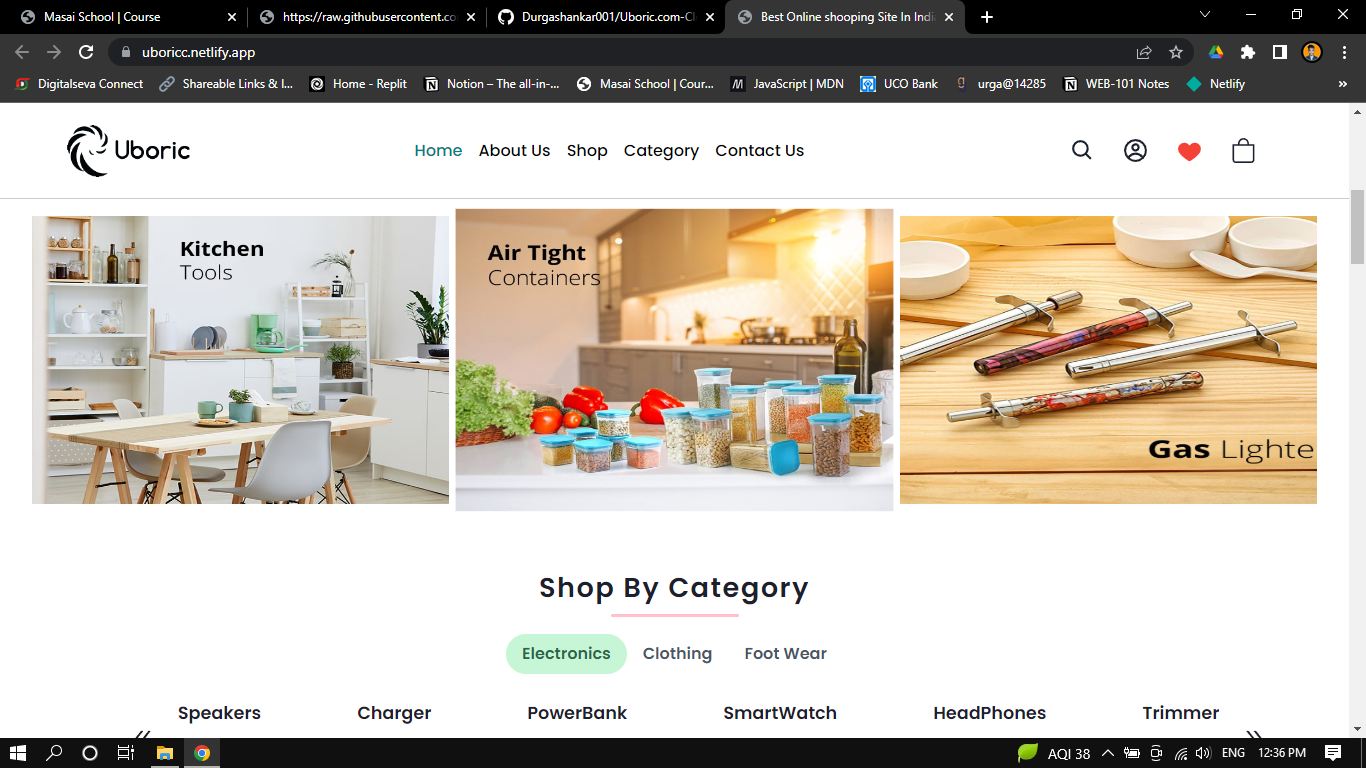 Masai School | Course
https://raw.githubusercontent.co
Durgashankar001/Uboric.com-Cl
Best Online shooping Site In Indi
uboricc.netlify.app
Digitalseva Connect
Shareable Links & I...
Home - Replit
Notion – The all-in-...
Masai School | Cour...
JavaScript | MDN
UCO Bank
urga@14285
WEB-101 Notes
Netlify
»
Uboric
Home About Us Shop Category Contact Us
Kitchen
Tools
Air Tight
Containers
Gas Lighte
Shop By Category
Electronics Clothing Foot Wear
Speakers Charger PowerBank SmartWatch HeadPhones Trimmer
AQI 38 ENG 12:36 PM